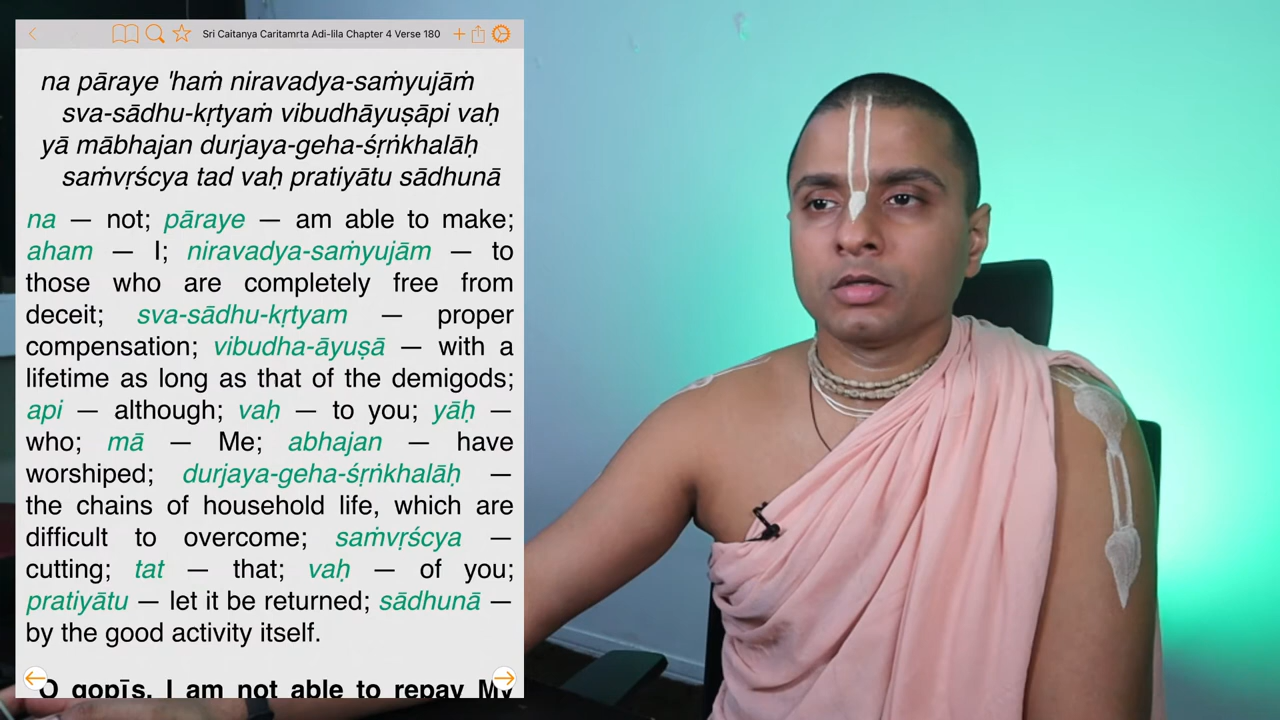 Sri Caitanya Caritamrta Adi-lila Chapter 4 Verse 180
na pāraye 'haṁ niravadya-saṁyujāṁ
sva-sādhu-kṛtyaṁ vibudhāyuṣāpi vaḥ
yā mābhajan durjaya-geha-śṛṅkhalāḥ
saṁvṛścya tad vaḥ pratiyātu sādhunā
na — not; pāraye — am able to make;
aham — I; niravadya-saṁyujām — to
those who are completely free from
deceit; sva-sādhu-kṛtyam — proper
compensation; vibudha-āyuṣā — with a
lifetime as long as that of the demigods;
api — although; vaḥ — to you; yāḥ —
who; mā — Me; abhajan — have
worshiped; durjaya-geha-śṛṅkhalāḥ —
the chains of household life, which are
difficult to overcome; saṁvṛścya —
cutting; tat — that; vaḥ — of you;
pratiyātu — let it be returned; sādhunā —
by the good activity itself.
O gopīs, I am not able to repay My